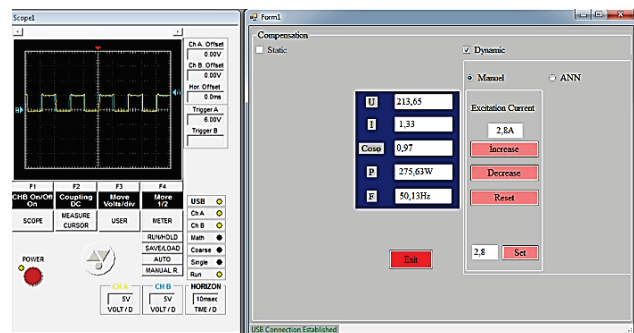 Scope1
Ch A. Offset
0.00V
Ch B. Offset
0.00V
Hor. Offset
0.0ms
Trigger A
6.00V
Trigger B
F1
F2
F3
F4
CHB On/Off
On
Coupling
DC
Move
Volts/div
More
1/2
SCOPE
MEASURE
CURSOR
USER
METER
RUN/HOLD
SAVE/LOAD
AUTO
MANUAL R.
USB
Ch A
Ch B
Math
Coarse
Single
Run
POWER
CH A
5V
VOLT / D
CH B
5V
VOLT / D
HORIZON
10msec
TIME / D
Form1
Compensation
Static
Dynamic
Manuel
ANN
U
213,65
I
1,33
Cosφ
0,97
P
275,63W
F
50,13Hz
Excitation Current
2,8A
Increase
Decrease
Reset
2,8
Set
Exit
USB Connection Established